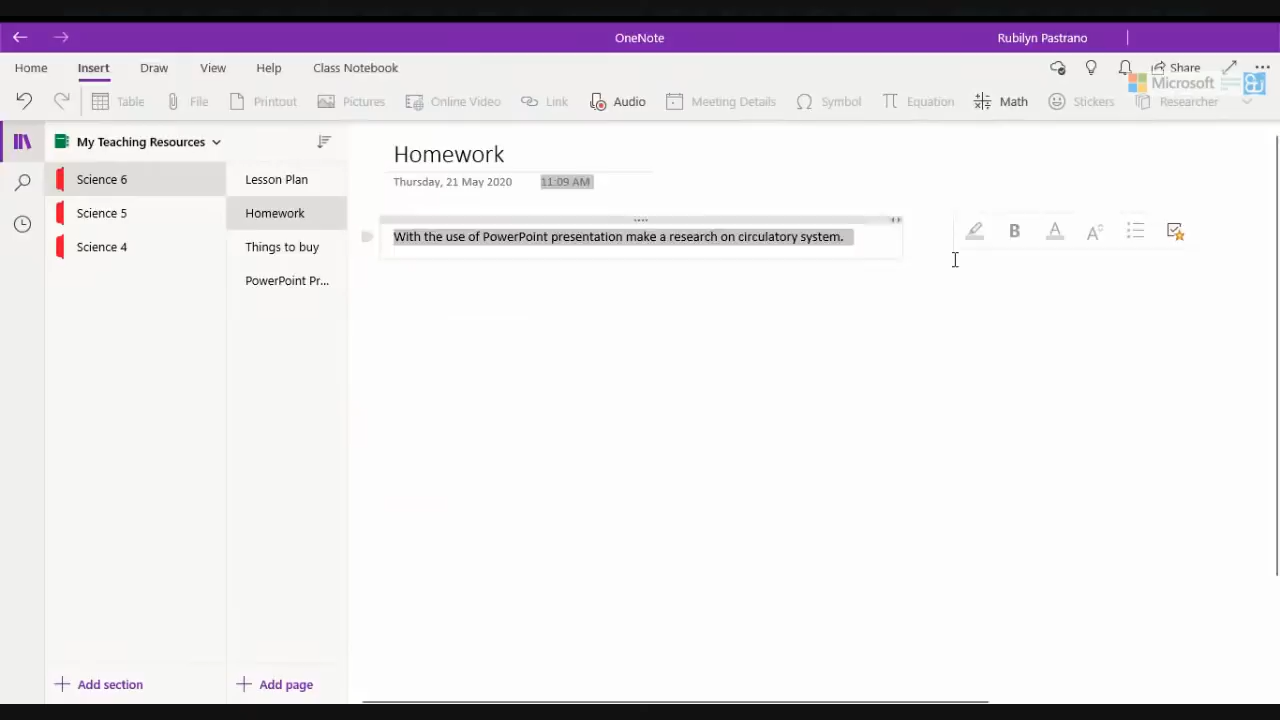 OneNote
Rubilyn Pastrano
Home
Insert
Draw
View
Help
Class Notebook
Share
Microsoft
Table
File
Printout
Pictures
Online Video
Link
Audio
Meeting Details
Symbol
Equation
Math
Stickers
Researcher
My Teaching Resources
Science 6
Science 5
Science 4
Lesson Plan
Homework
Things to buy
PowerPoint Pr...
Homework
Thursday, 21 May 2020 11:09 AM
With the use of PowerPoint presentation make a research on circulatory system.
B
A
A
Add section
Add page